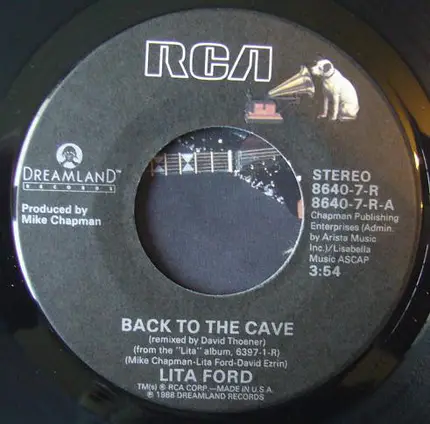 RCA
DREAMLAND™
RECORDS
Produced by
Mike Chapman
STEREO
8640-7-R
8640-7-R-A
Chapman Publishing
Enterprises (Admin.
by Arista Music
Inc.)/Lisabella
Music ASCAP
3:54
BACK TO THE CAVE
(remixed by David Thoener)
(from the "Lita" album, 6397-1-R)
(Mike Chapman-Lita Ford-David Ezrin)
LITA FORD
TM(s) ® RCA CORP.—MADE IN U.S.A.
℗ 1988 DREAMLAND RECORDS